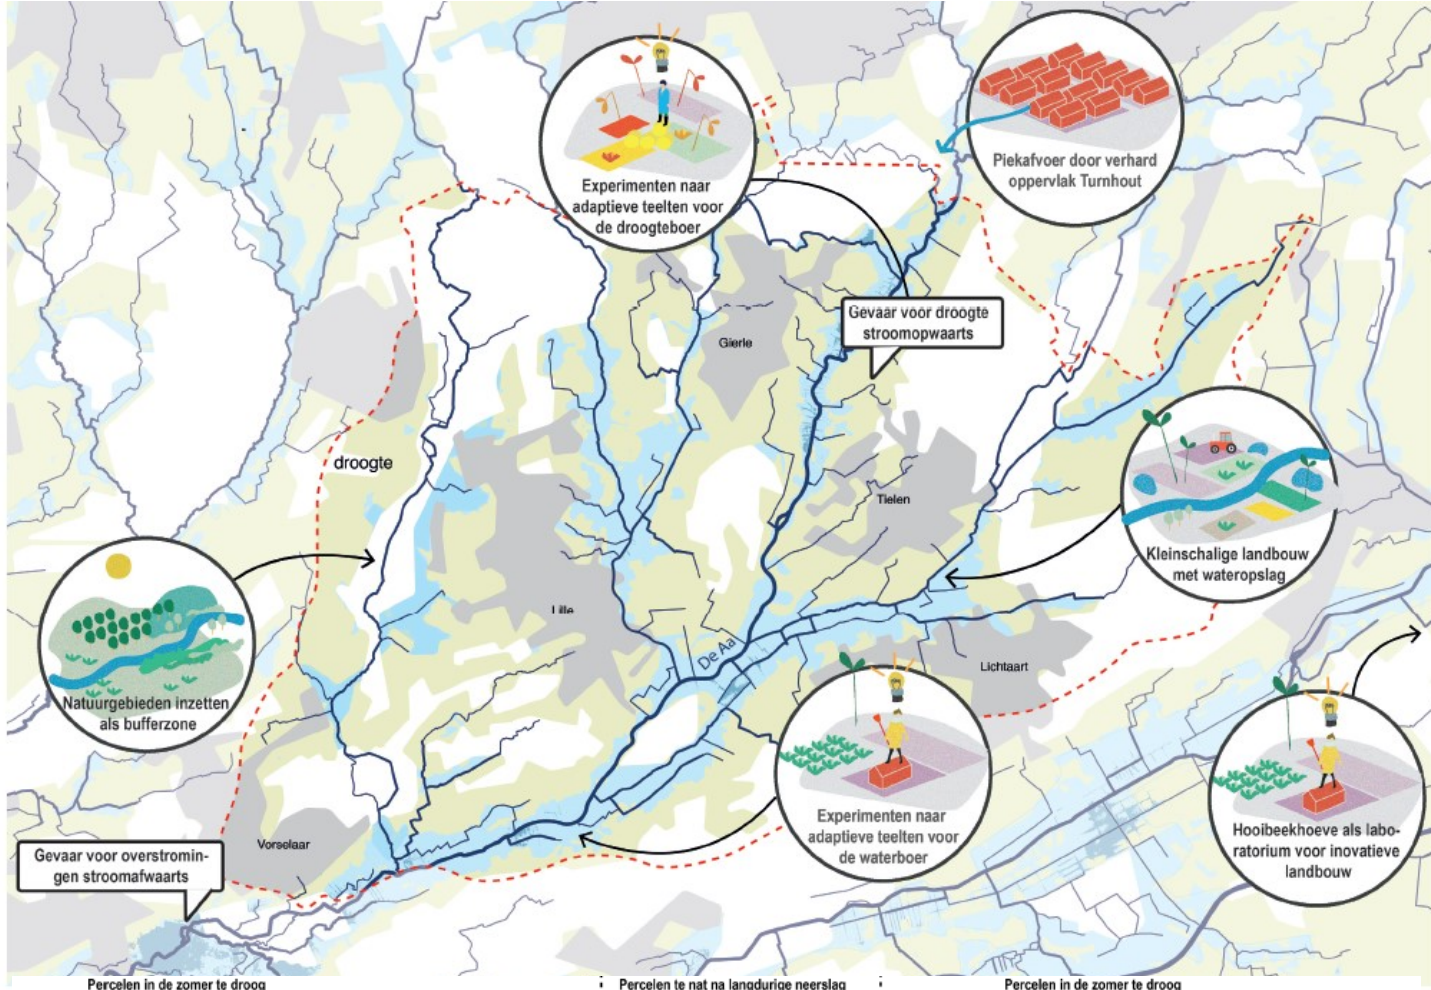 Piekafvoer door verhard
oppervlak Turnhout
Experimenten naar
adaptieve teelten voor
de droogteboer
Gevaar voor droogte
stroomopwaarts
Gierle
droogte
Tielen
Kleinschalige landbouw
met wateropslag
Lille
De Aa
Lichtaart
Natuurgebieden inzetten
als bufferzone
Experimenten naar
adaptieve teelten voor
de waterboer
Hooibeekhoeve als labo-
ratorium voor inovatieve
landbouw
Vorselaar
Gevaar voor overstromin-
gen stroomafwaarts
Percelen in de zomer te droog
Percelen te nat na langdurige neerslag
Percelen in de zomer te droog